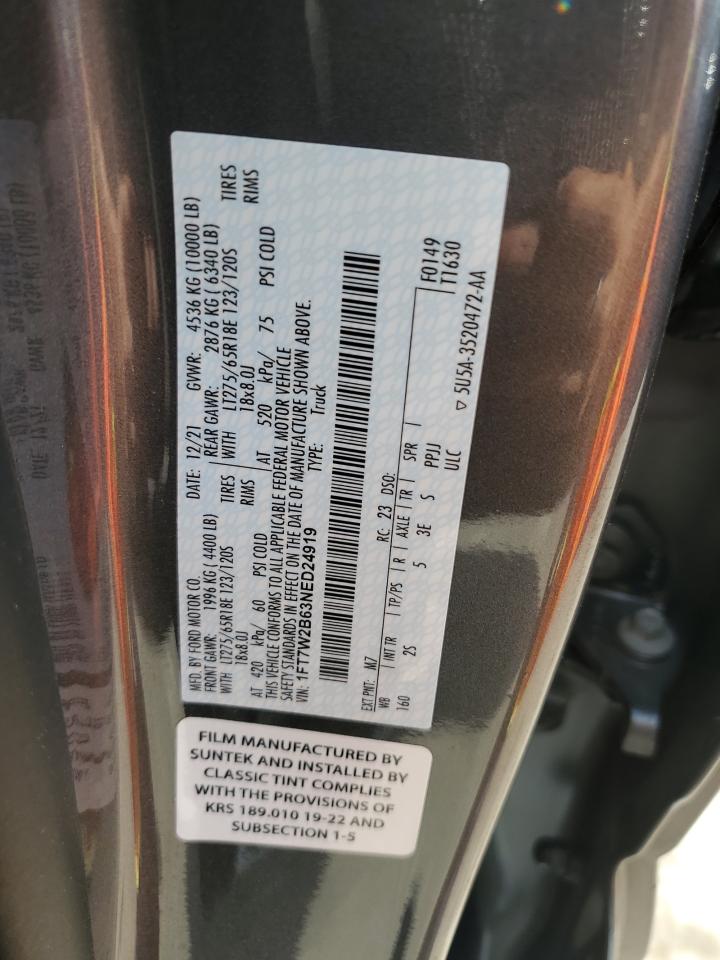 MFD. BY FORD MOTOR CO. DATE: 12/21 GVWR: 4536 KG (10000 LB)
FRONT GAWR: 1996 KG (4400 LB) REAR GAWR: 2876 KG (6340 LB)
WITH LT275/65R18E 123/120S TIRES WITH LT275/65R18E 123/120S TIRES
18x8.0J RIMS 18x8.0J RIMS
AT 420 kPa/ 60 PSI COLD AT 520 kPa/ 75 PSI COLD
THIS VEHICLE CONFORMS TO ALL APPLICABLE FEDERAL MOTOR VEHICLE
SAFETY STANDARDS IN EFFECT ON THE DATE OF MANUFACTURE SHOWN ABOVE.
VIN: 1FT7W2B63NED24919 TYPE: Truck
EXT PNT: M7 RC: 23 DSO: F0149
WB INT TR TP/PS R AXLE TR SPR T1630
160 2S 5 3E S PPJJ
ULC ▽ 5U5A-3520472-AA
FILM MANUFACTURED BY
SUNTEK AND INSTALLED BY
CLASSIC TINT COMPLIES
WITH THE PROVISIONS OF
KRS 189.010 19-22 AND
SUBSECTION 1-5